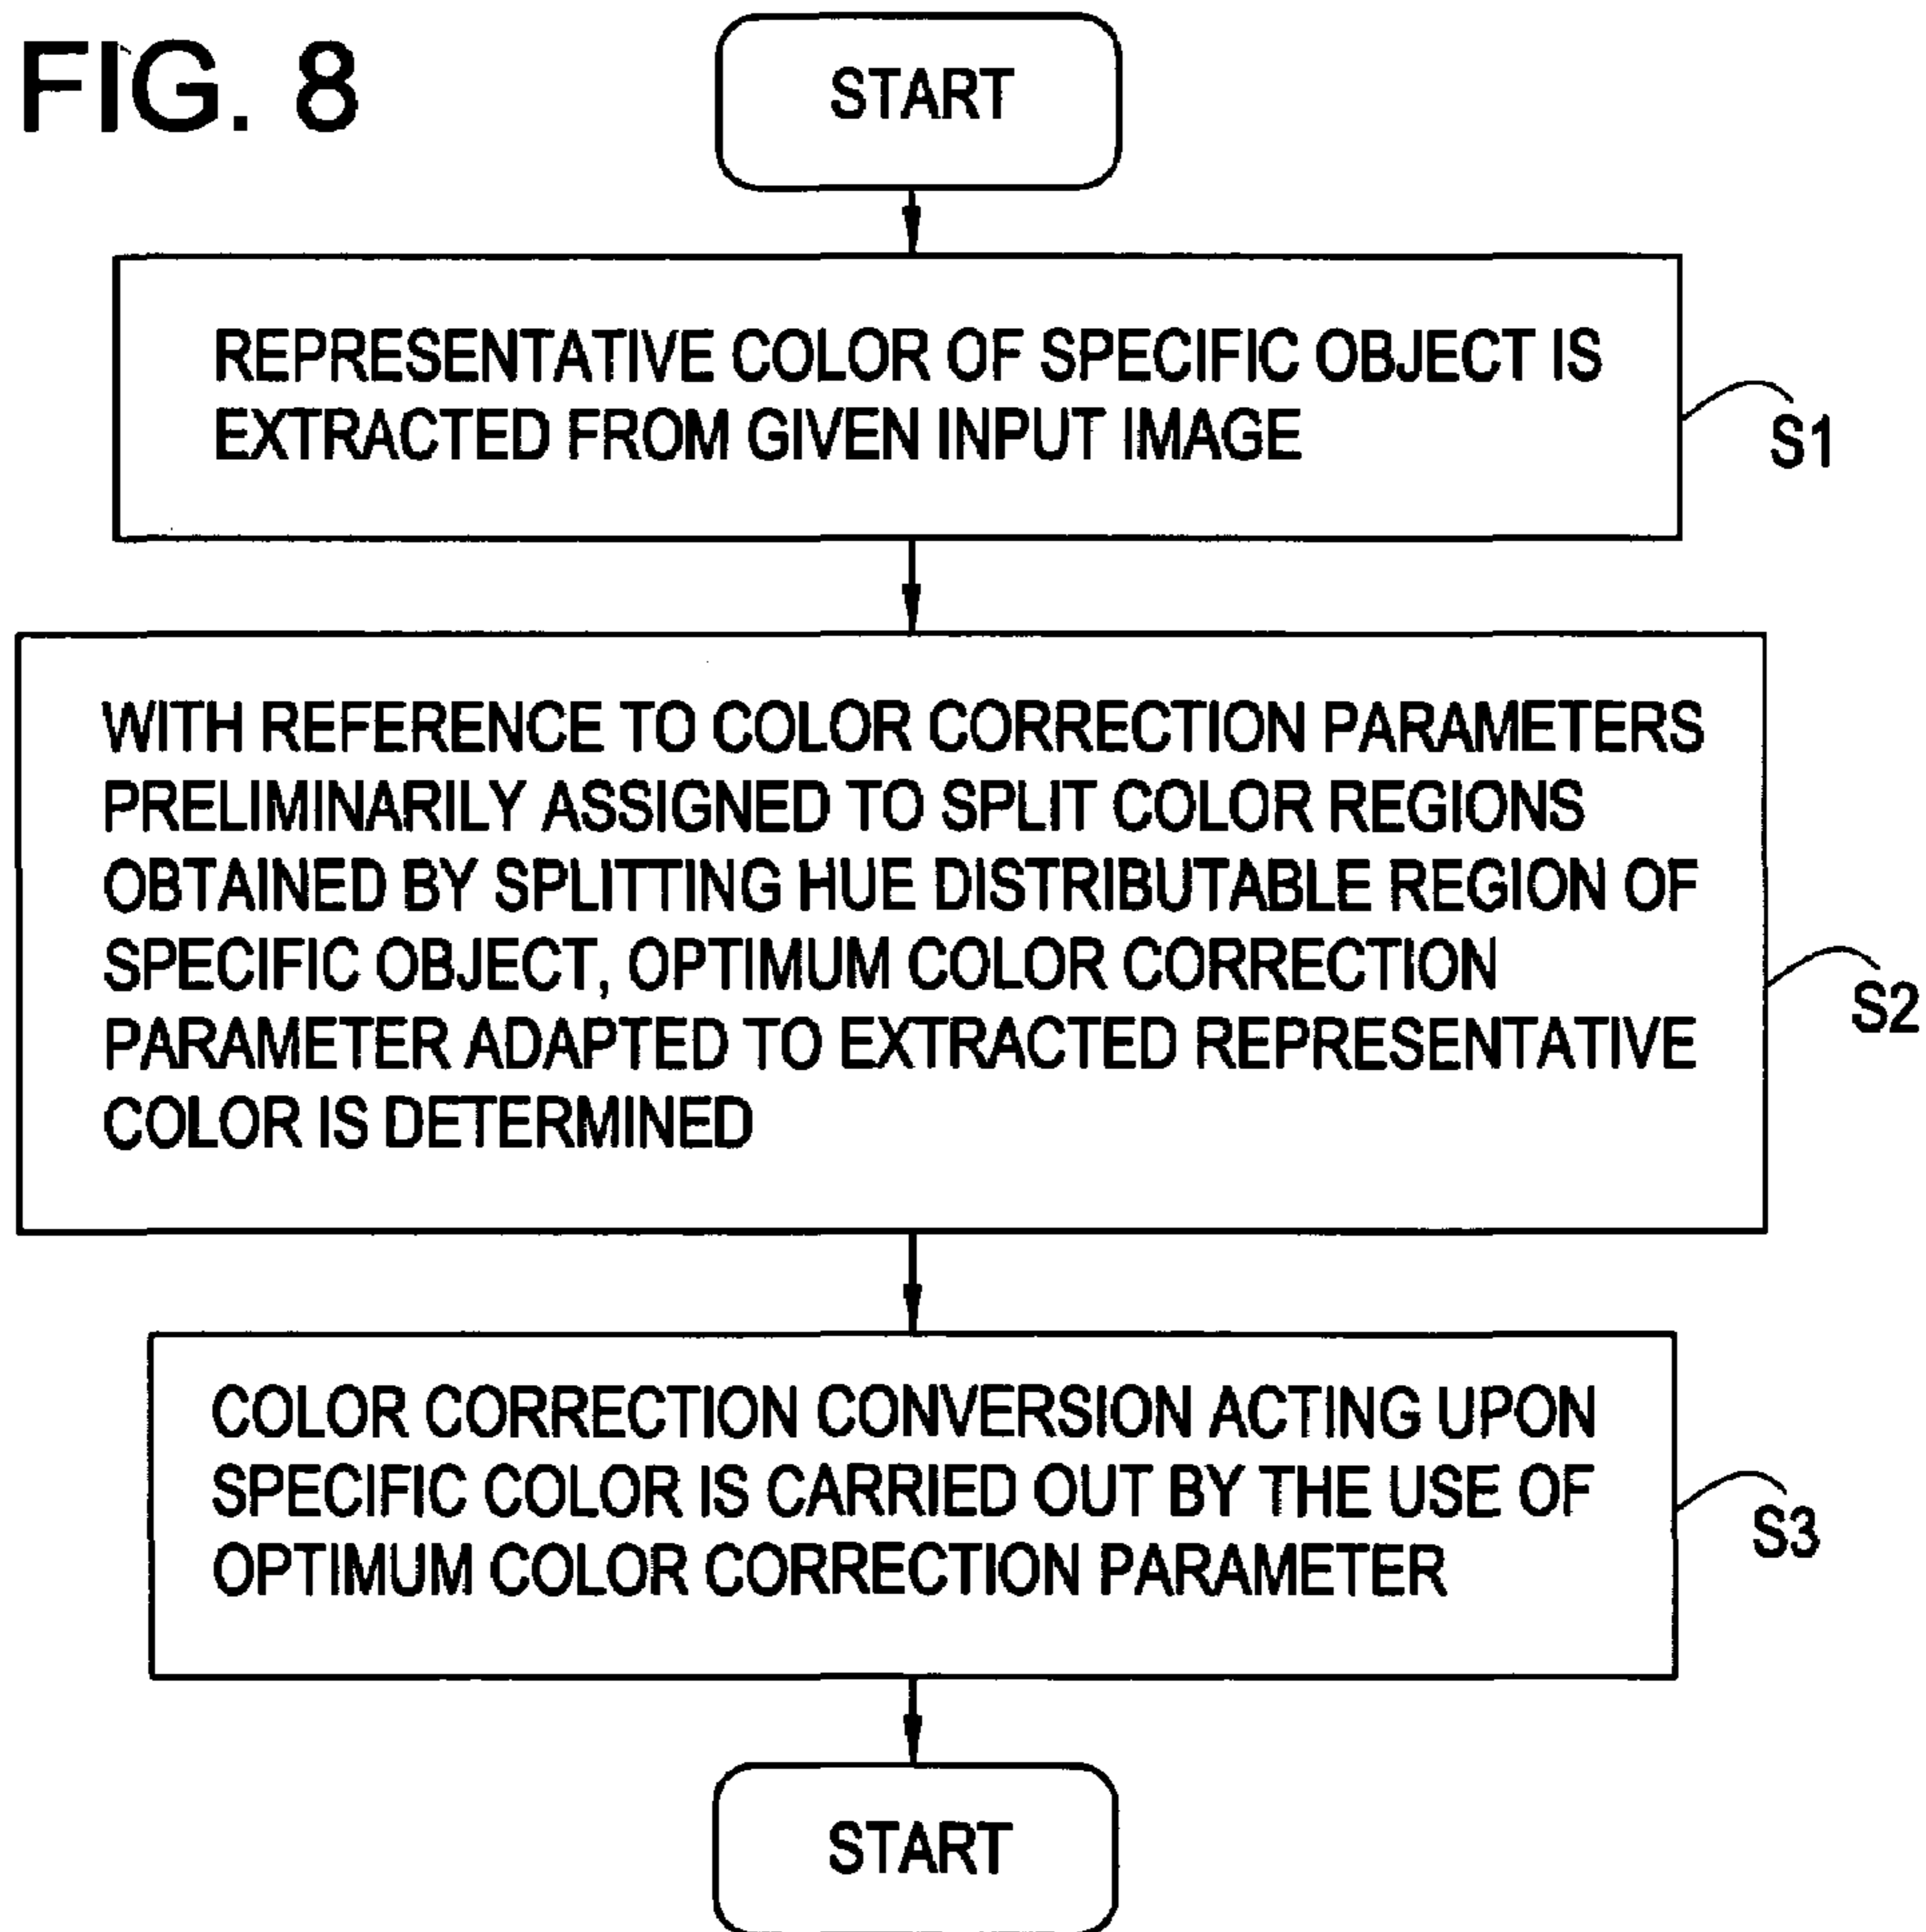 FIG. 8
START
REPRESENTATIVE COLOR OF SPECIFIC OBJECT IS
EXTRACTED FROM GIVEN INPUT IMAGE
S1
WITH REFERENCE TO COLOR CORRECTION PARAMETERS
PRELIMINARILY ASSIGNED TO SPLIT COLOR REGIONS
OBTAINED BY SPLITTING HUE DISTRIBUTABLE REGION OF
SPECIFIC OBJECT, OPTIMUM COLOR CORRECTION
PARAMETER ADAPTED TO EXTRACTED REPRESENTATIVE
COLOR IS DETERMINED
S2
COLOR CORRECTION CONVERSION ACTING UPON
SPECIFIC COLOR IS CARRIED OUT BY THE USE OF
OPTIMUM COLOR CORRECTION PARAMETER
S3
START